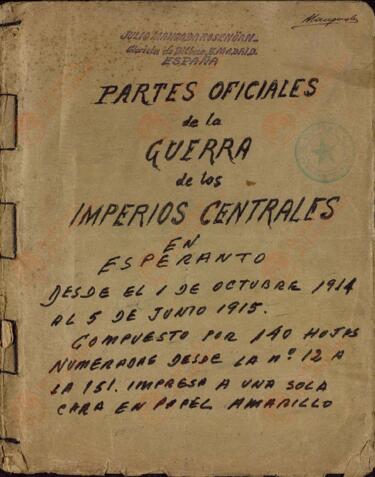 JULIO MANGADA ROSENÖRN
MADRID.
ESPAÑA
PARTES OFICIALES
de la
GUERRA
de los
IMPERIOS CENTRALES
EN
ESPERANTO
DESDE EL 1 DE OCTUBRE 1914
AL 5 DE JUNIO 1915.
COMPUESTO POR 140 HOJAS
NUMERADAS DESDE LA nº 12 A
LA 151. IMPRESA A UNA SOLA
CARA EN PAPEL AMARILLO